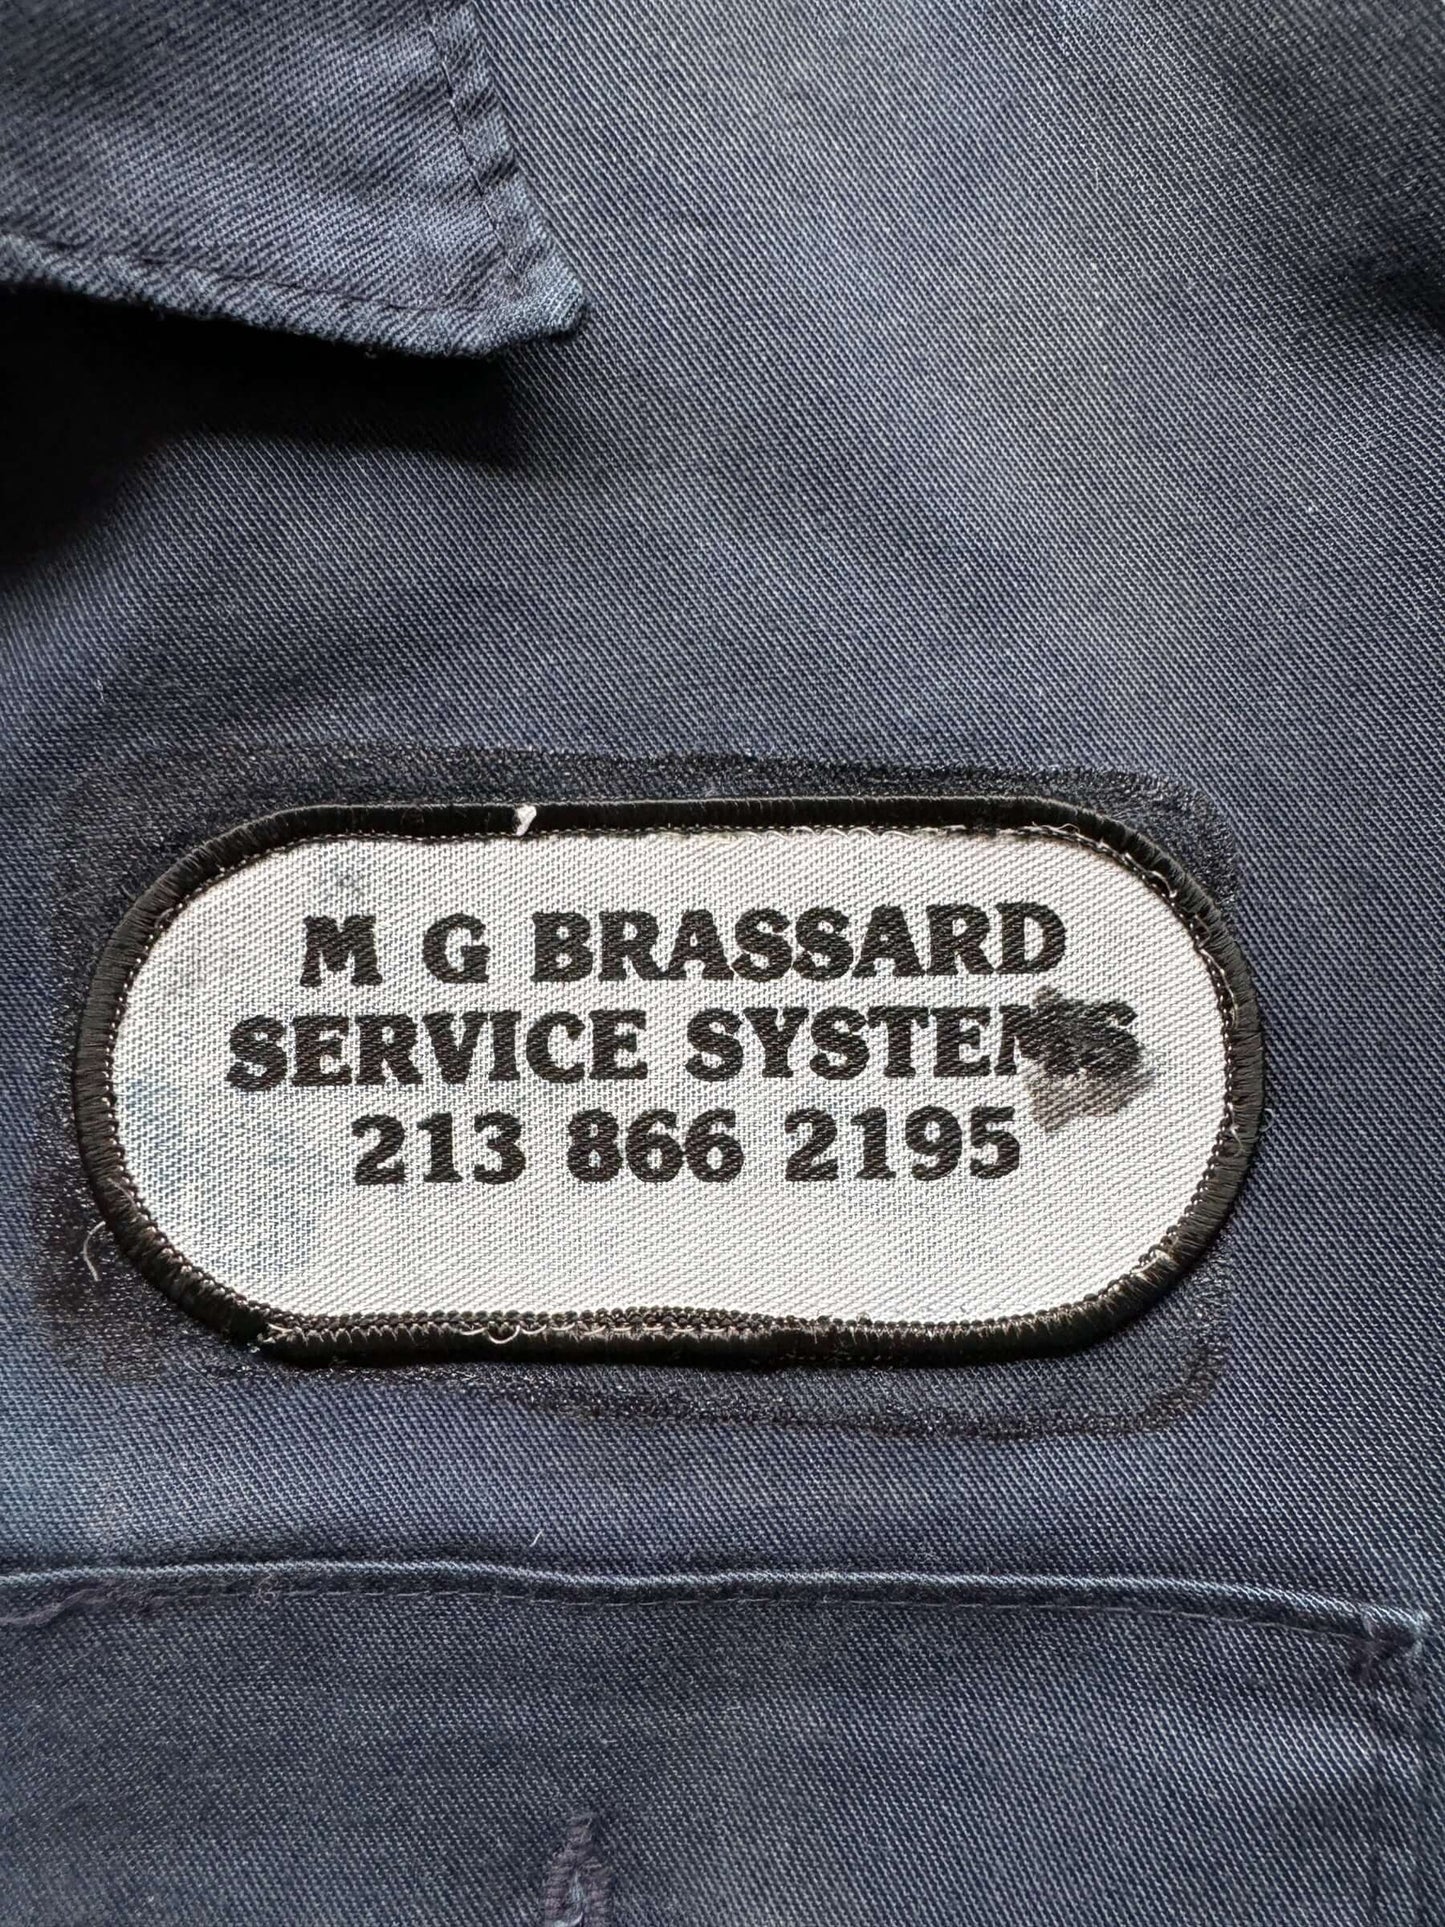 M G BRASSARD
SERVICE SYSTEMS
213 866 2195